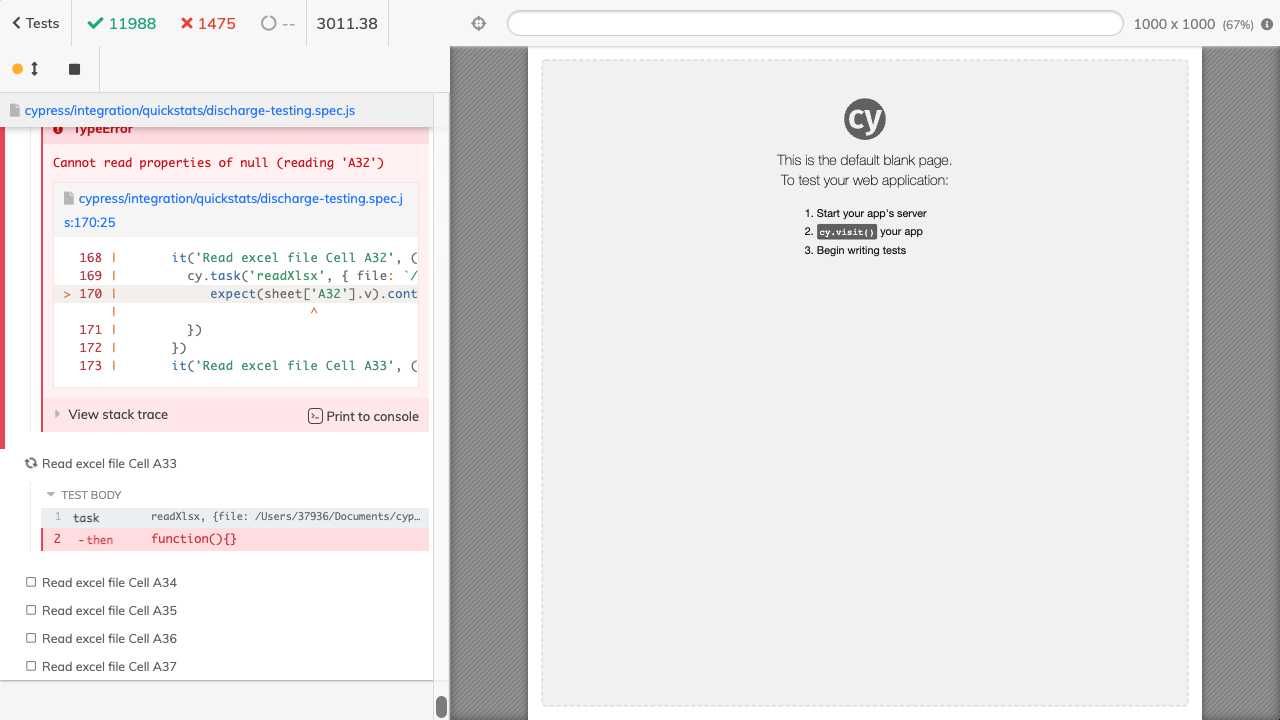 Tests
11988
1475
--
3011.38
1000 x 1000 (67%)
cypress/integration/quickstats/discharge-testing.spec.js
TypeError
Cannot read properties of null (reading 'A32')
cypress/integration/quickstats/discharge-testing.spec.j
s:170:25
168 | it('Read excel file Cell A32', (
169 | cy.task('readXlsx', { file: `/
> 170 | expect(sheet['A32'].v).cont
| ^
171 | })
172 | })
173 | it('Read excel file Cell A33', (
View stack trace
Print to console
Read excel file Cell A33
TEST BODY
1 task readXlsx, {file: /Users/37936/Documents/cyp…
2 -then function(){}
Read excel file Cell A34
Read excel file Cell A35
Read excel file Cell A36
Read excel file Cell A37
cy
This is the default blank page.
To test your web application:
1. Start your app's server
2. cy.visit() your app
3. Begin writing tests